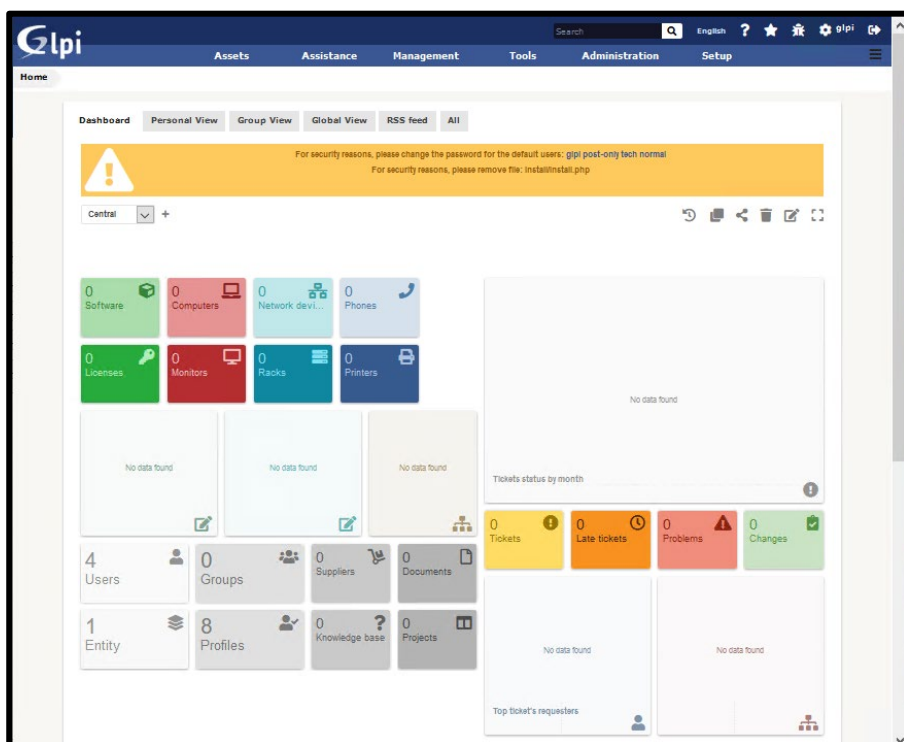 Glpi
Search
English ? glpi
Assets Assistance Management Tools Administration Setup
Home
Dashboard Personal View Group View Global View RSS feed All
For security reasons, please change the password for the default users: glpi post-only tech normal
For security reasons, please remove file: install/install.php
Central +
0 Software
0 Computers
0 Network devi...
0 Phones
0 Licenses
0 Monitors
0 Racks
0 Printers
No data found
No data found
No data found
4 Users
0 Groups
0 Suppliers
0 Documents
1 Entity
8 Profiles
0 Knowledge base ?
0 Projects
No data found
Tickets status by month
0 Tickets
0 Late tickets
0 Problems
0 Changes
No data found
Top ticket's requesters
No data found